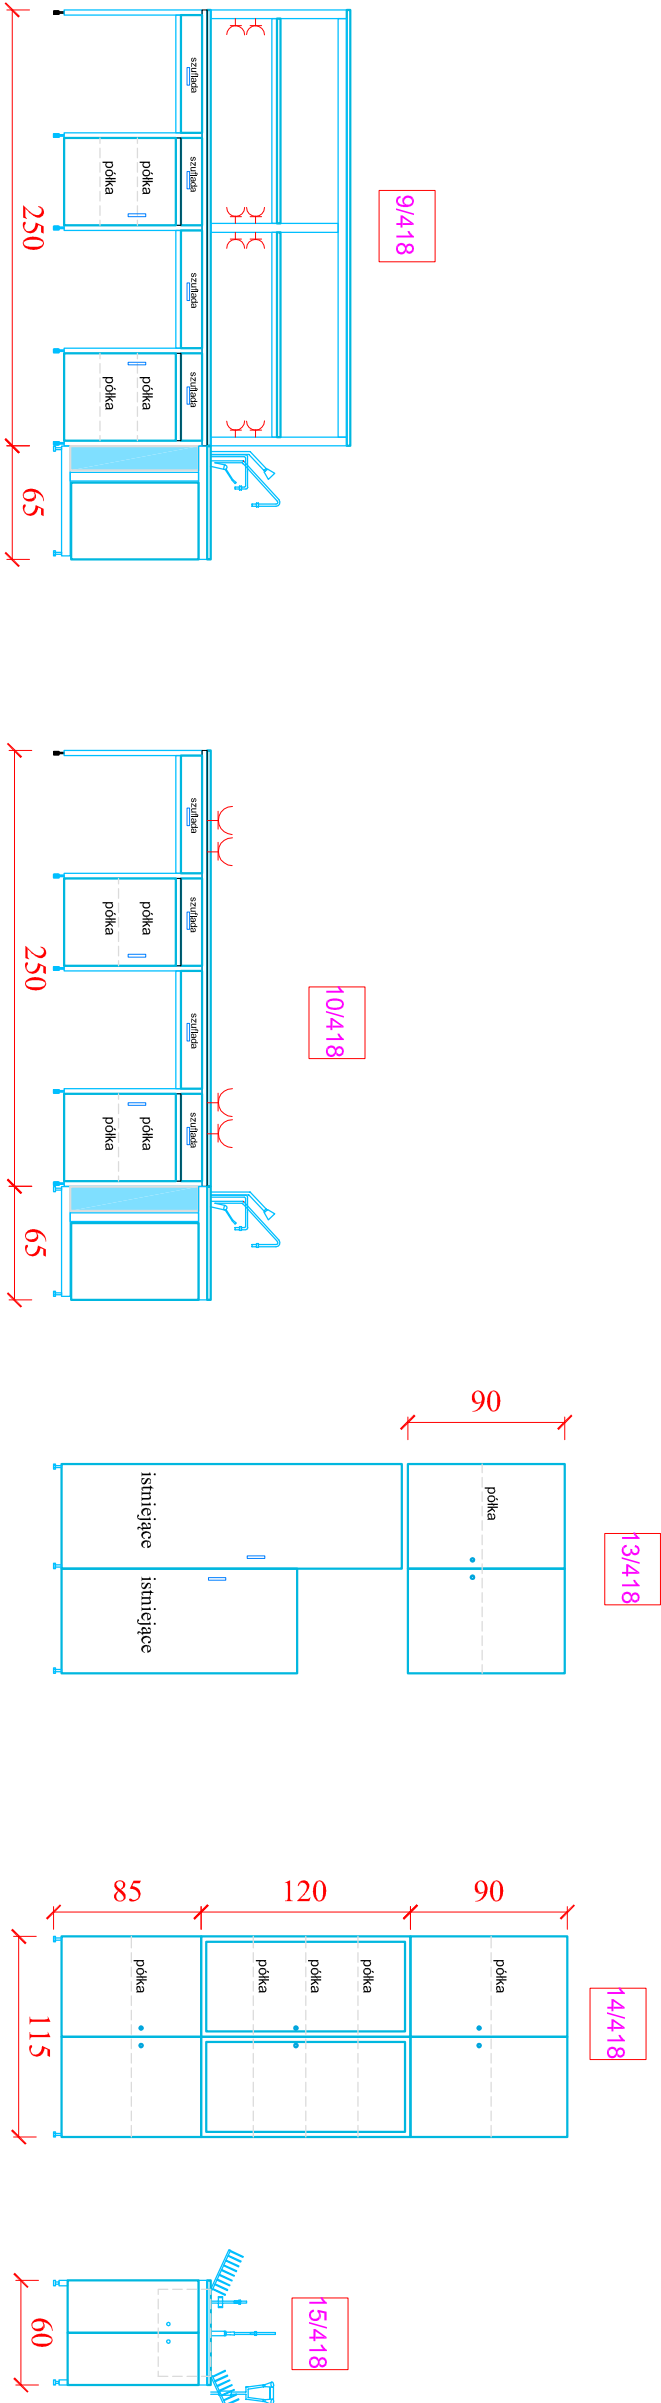 9/418
szuflada
szuflada
szuflada
szuflada
półka
półka
półka
półka
250
65
10/418
szuflada
szuflada
szuflada
szuflada
półka
półka
półka
półka
250
65
13/418
90
półka
istniejące
istniejące
14/418
90
120
85
półka
półka
półka
półka
półka
115
15/418
60